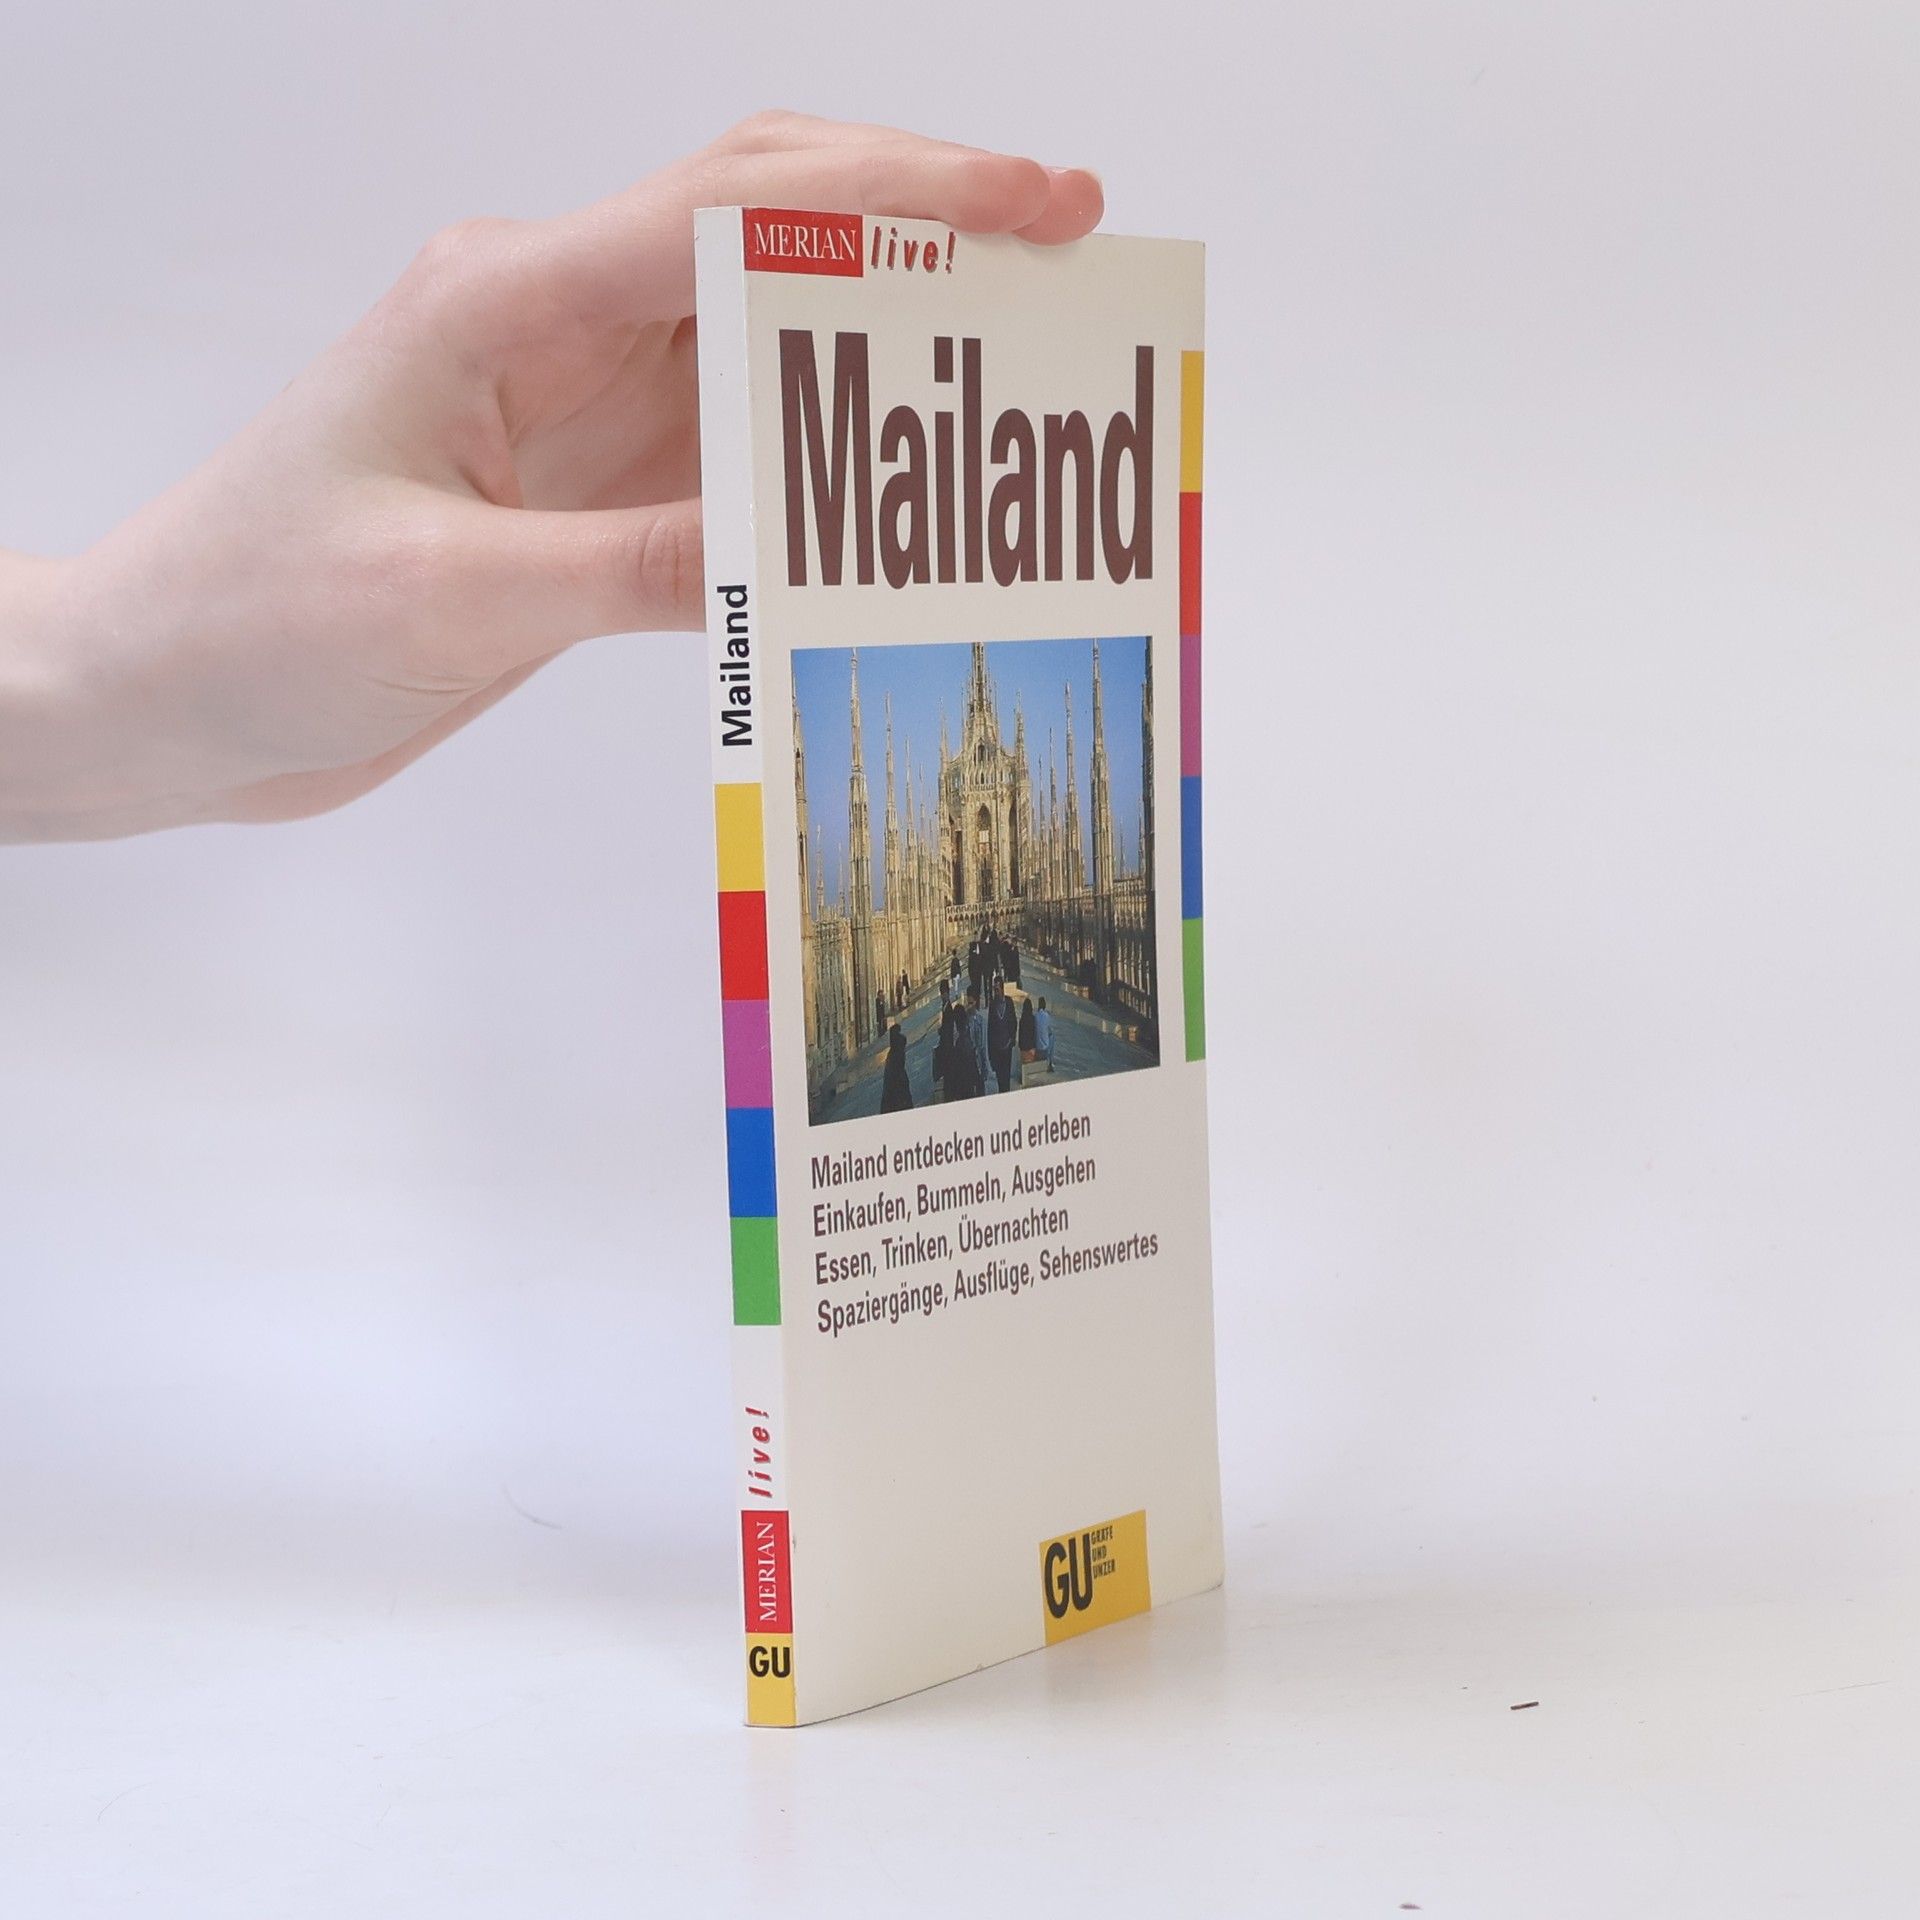 MERIAN live!
Mailand
Mailand entdecken und erleben
Einkaufen, Bummeln, Ausgehen
Essen, Trinken, Übernachten
Spaziergänge, Ausflüge, Sehenswertes
GU GRÄFE
UND
UNZER
Mailand
MERIAN live!
GU